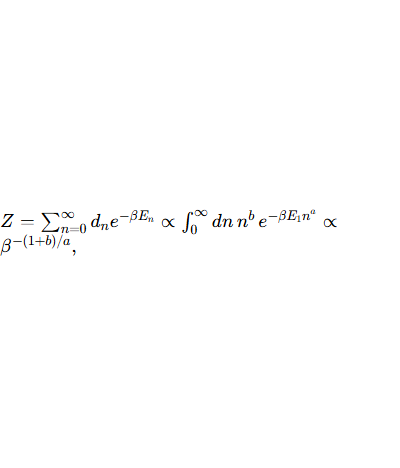 Z = ∑_{n=0}^{∞} d_n e^{−βE_n} ∝ ∫_0^∞ dn n^b e^{−βE_1 n^a} ∝
β^{−(1+b)/a},